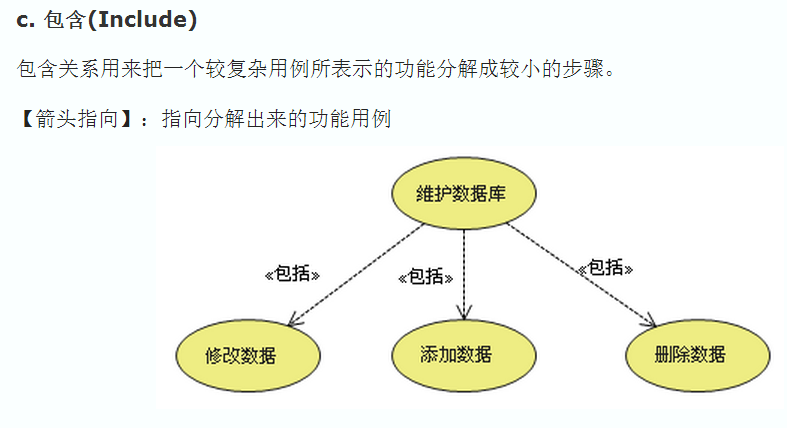 c. 包含(Include)
包含关系用来把一个较复杂用例所表示的功能分解成较小的步骤。
【箭头指向】：指向分解出来的功能用例
维护数据库
«包括» «包括» «包括»
修改数据 添加数据 删除数据